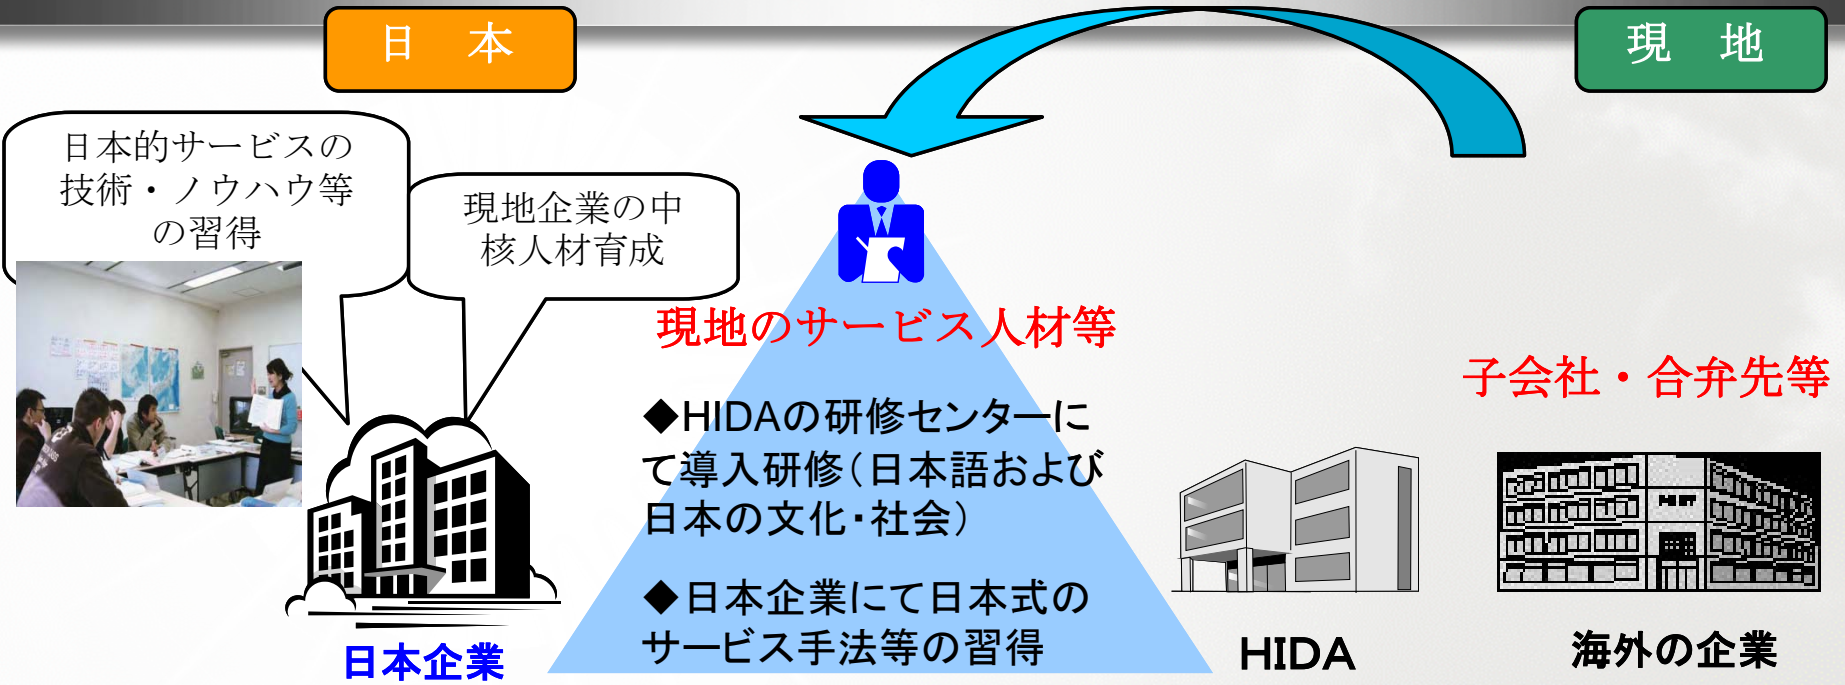 日　本
現　地
日本的サービスの
技術・ノウハウ等
の習得
現地企業の中
核人材育成
現地のサービス人材等
子会社・合弁先等
◆HIDAの研修センターに
て導入研修（日本語および
日本の文化・社会）
◆日本企業にて日本式の
サービス手法等の習得
日本企業
HIDA
海外の企業